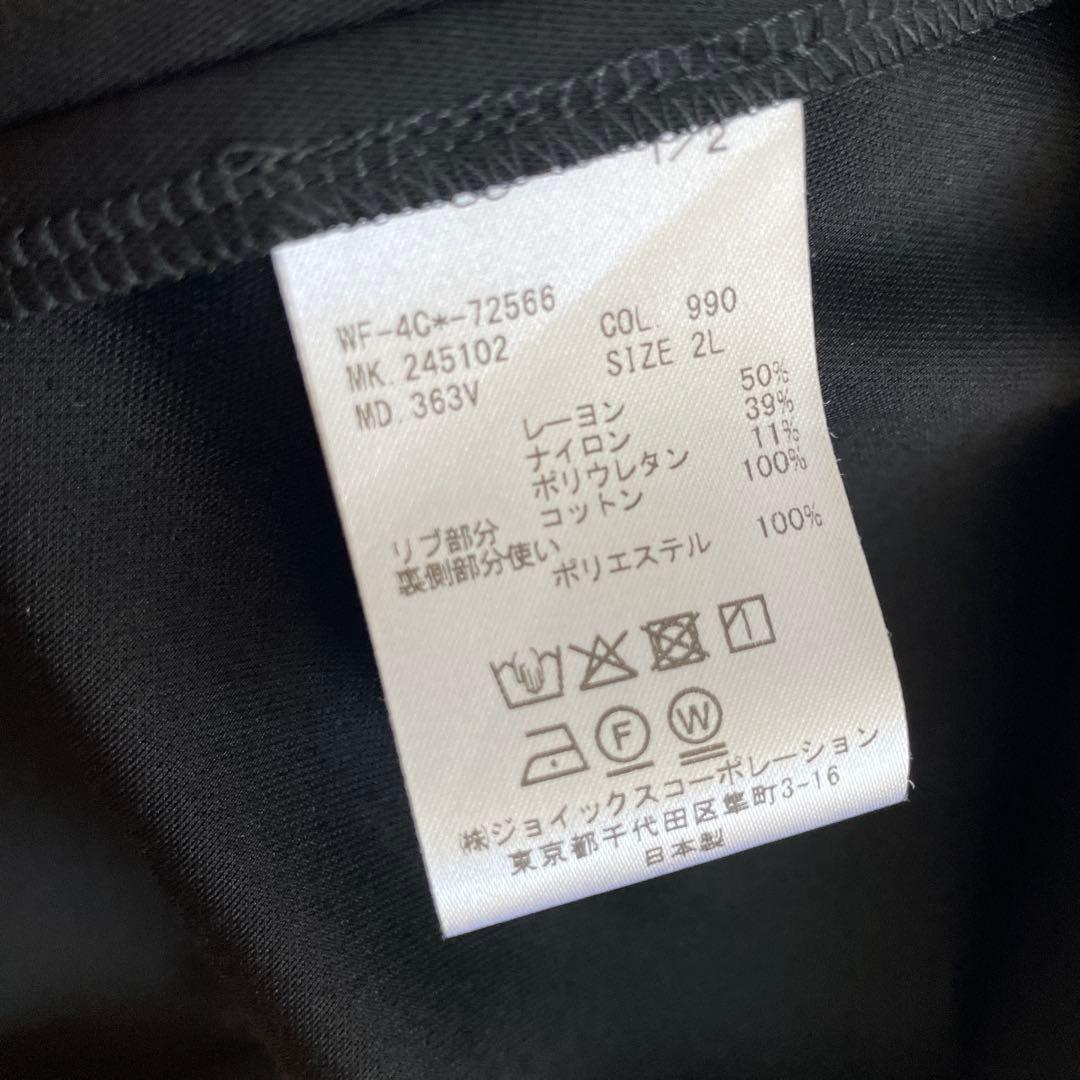 1/2
WF-4C*-72566
MK. 245102 COL. 990
MD. 363V SIZE 2L
レーヨン 50%
ナイロン 39%
ポリウレタン 11%
リブ部分 コットン 100%
裏側部分使い ポリエステル 100%
F W
㈱ジョイックスコーポレーション
東京都千代田区隼町3-16
日本製